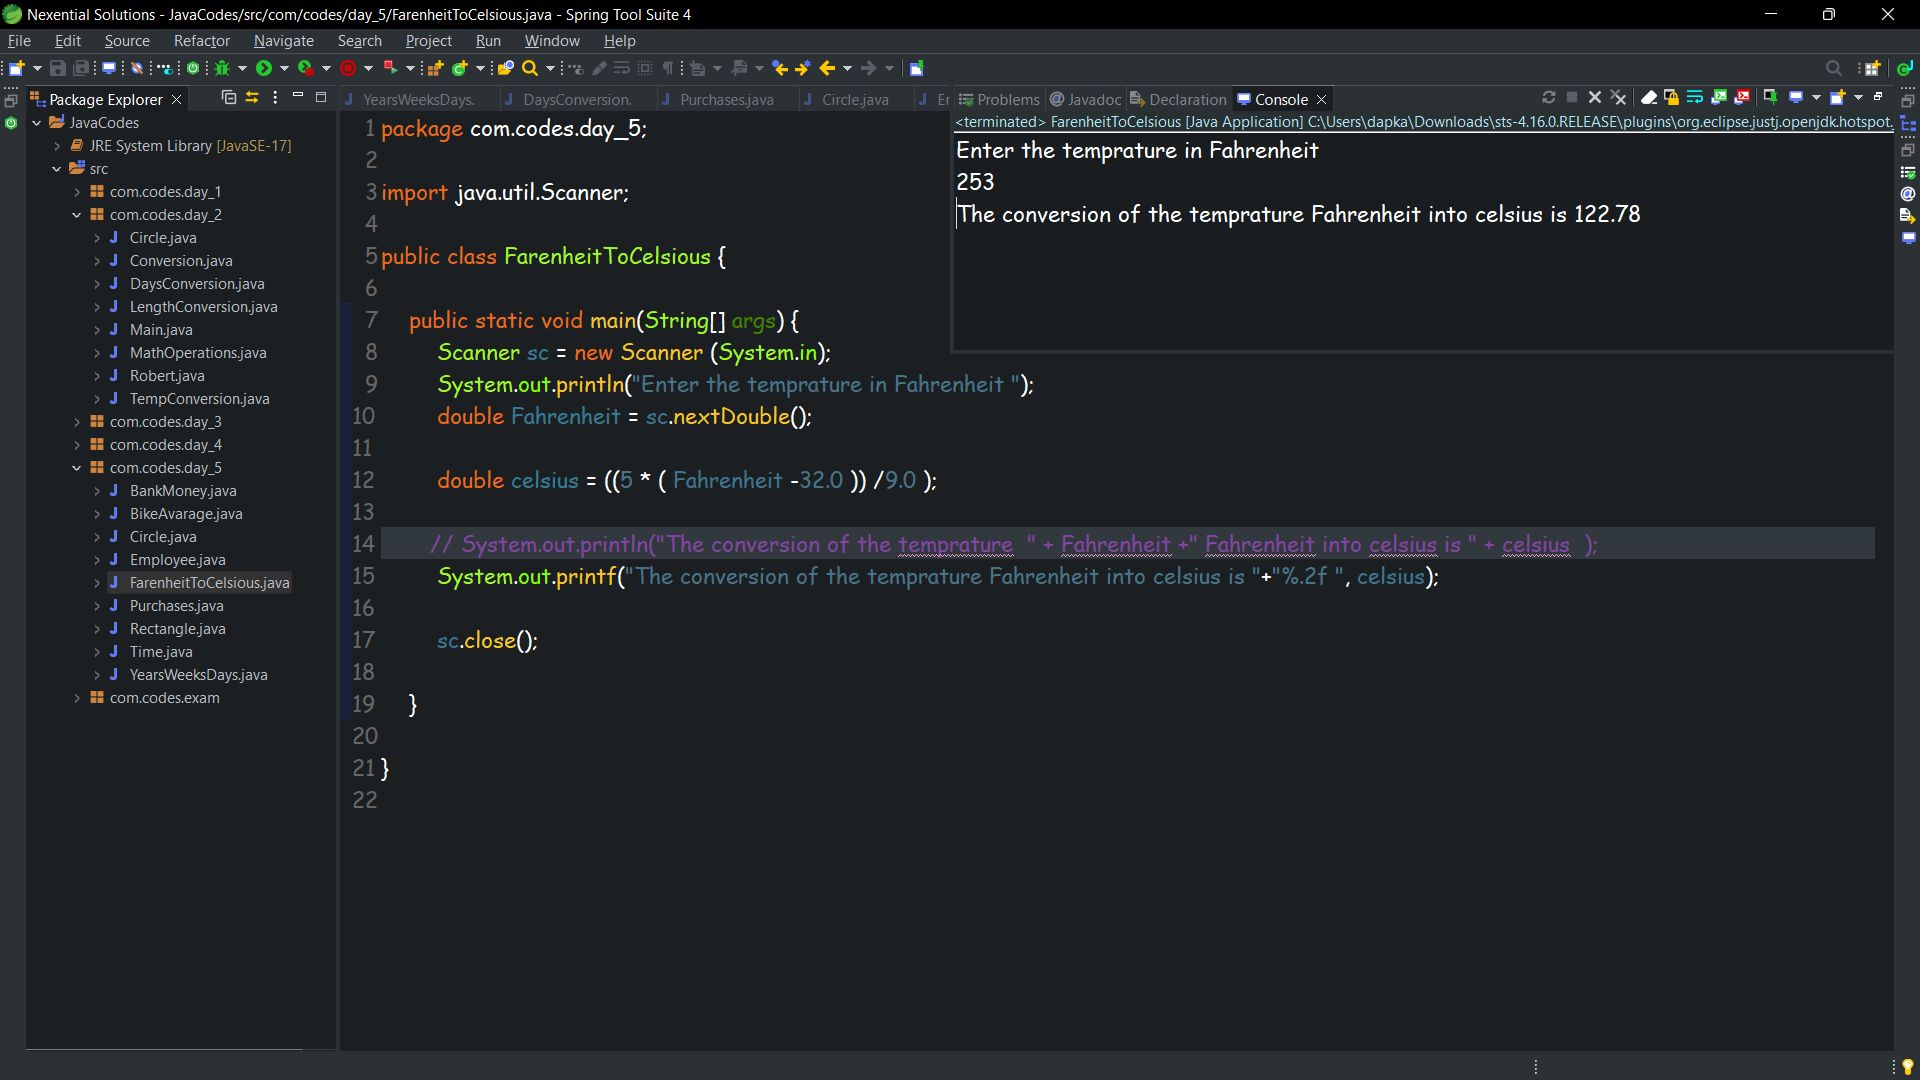 Nexential Solutions - JavaCodes/src/com/codes/day_5/FarenheitToCelsious.java - Spring Tool Suite 4
File Edit Source Refactor Navigate Search Project Run Window Help
Package Explorer
JavaCodes
JRE System Library [JavaSE-17]
src
com.codes.day_1
com.codes.day_2
Circle.java
Conversion.java
DaysConversion.java
LengthConversion.java
Main.java
MathOperations.java
Robert.java
TempConversion.java
com.codes.day_3
com.codes.day_4
com.codes.day_5
BankMoney.java
BikeAvarage.java
Circle.java
Employee.java
FarenheitToCelsious.java
Purchases.java
Rectangle.java
Time.java
YearsWeeksDays.java
com.codes.exam
YearsWeeksDays. DaysConversion. Purchases.java Circle.java Er
1 package com.codes.day_5;
2
3 import java.util.Scanner;
4
5 public class FarenheitToCelsious {
6
7 public static void main(String[] args) {
8 Scanner sc = new Scanner (System.in);
9 System.out.println("Enter the temprature in Fahrenheit ");
10 double Fahrenheit = sc.nextDouble();
11
12 double celsius = ((5 * ( Fahrenheit -32.0 )) /9.0 );
13
14 // System.out.println("The conversion of the temprature  " + Fahrenheit +" Fahrenheit into celsius is " + celsius  );
15 System.out.printf("The conversion of the temprature Fahrenheit into celsius is "+"%.2f ", celsius);
16
17 sc.close();
18
19 }
20
21 }
22
Problems @ Javadoc Declaration Console
<terminated> FarenheitToCelsious [Java Application] C:\Users\dapka\Downloads\sts-4.16.0.RELEASE\plugins\org.eclipse.justj.openjdk.hotspot.
Enter the temprature in Fahrenheit
253
The conversion of the temprature Fahrenheit into celsius is 122.78